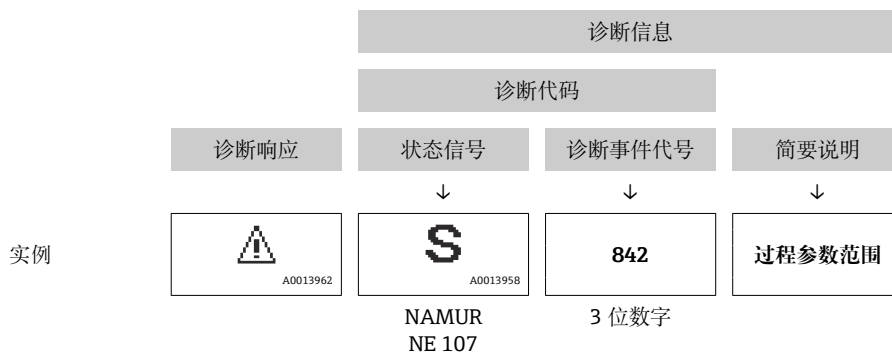 诊断信息
诊断代码
诊断响应 状态信号 诊断事件代号 简要说明
↓ ↓ ↓
实例 A0013962 S A0013958 842 过程参数范围
NAMUR 3 位数字
NE 107